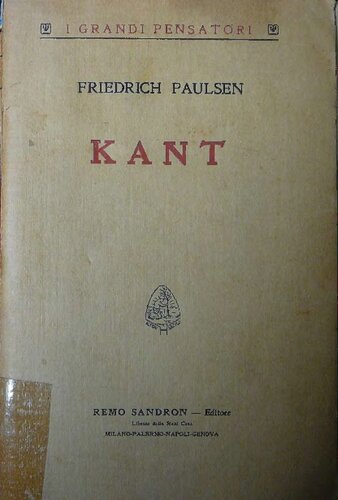 I GRANDI PENSATORI
FRIEDRICH PAULSEN
KANT
REMO SANDRON — Editore
Libraio della Real Casa
MILANO-PALERMO-NAPOLI-GENOVA